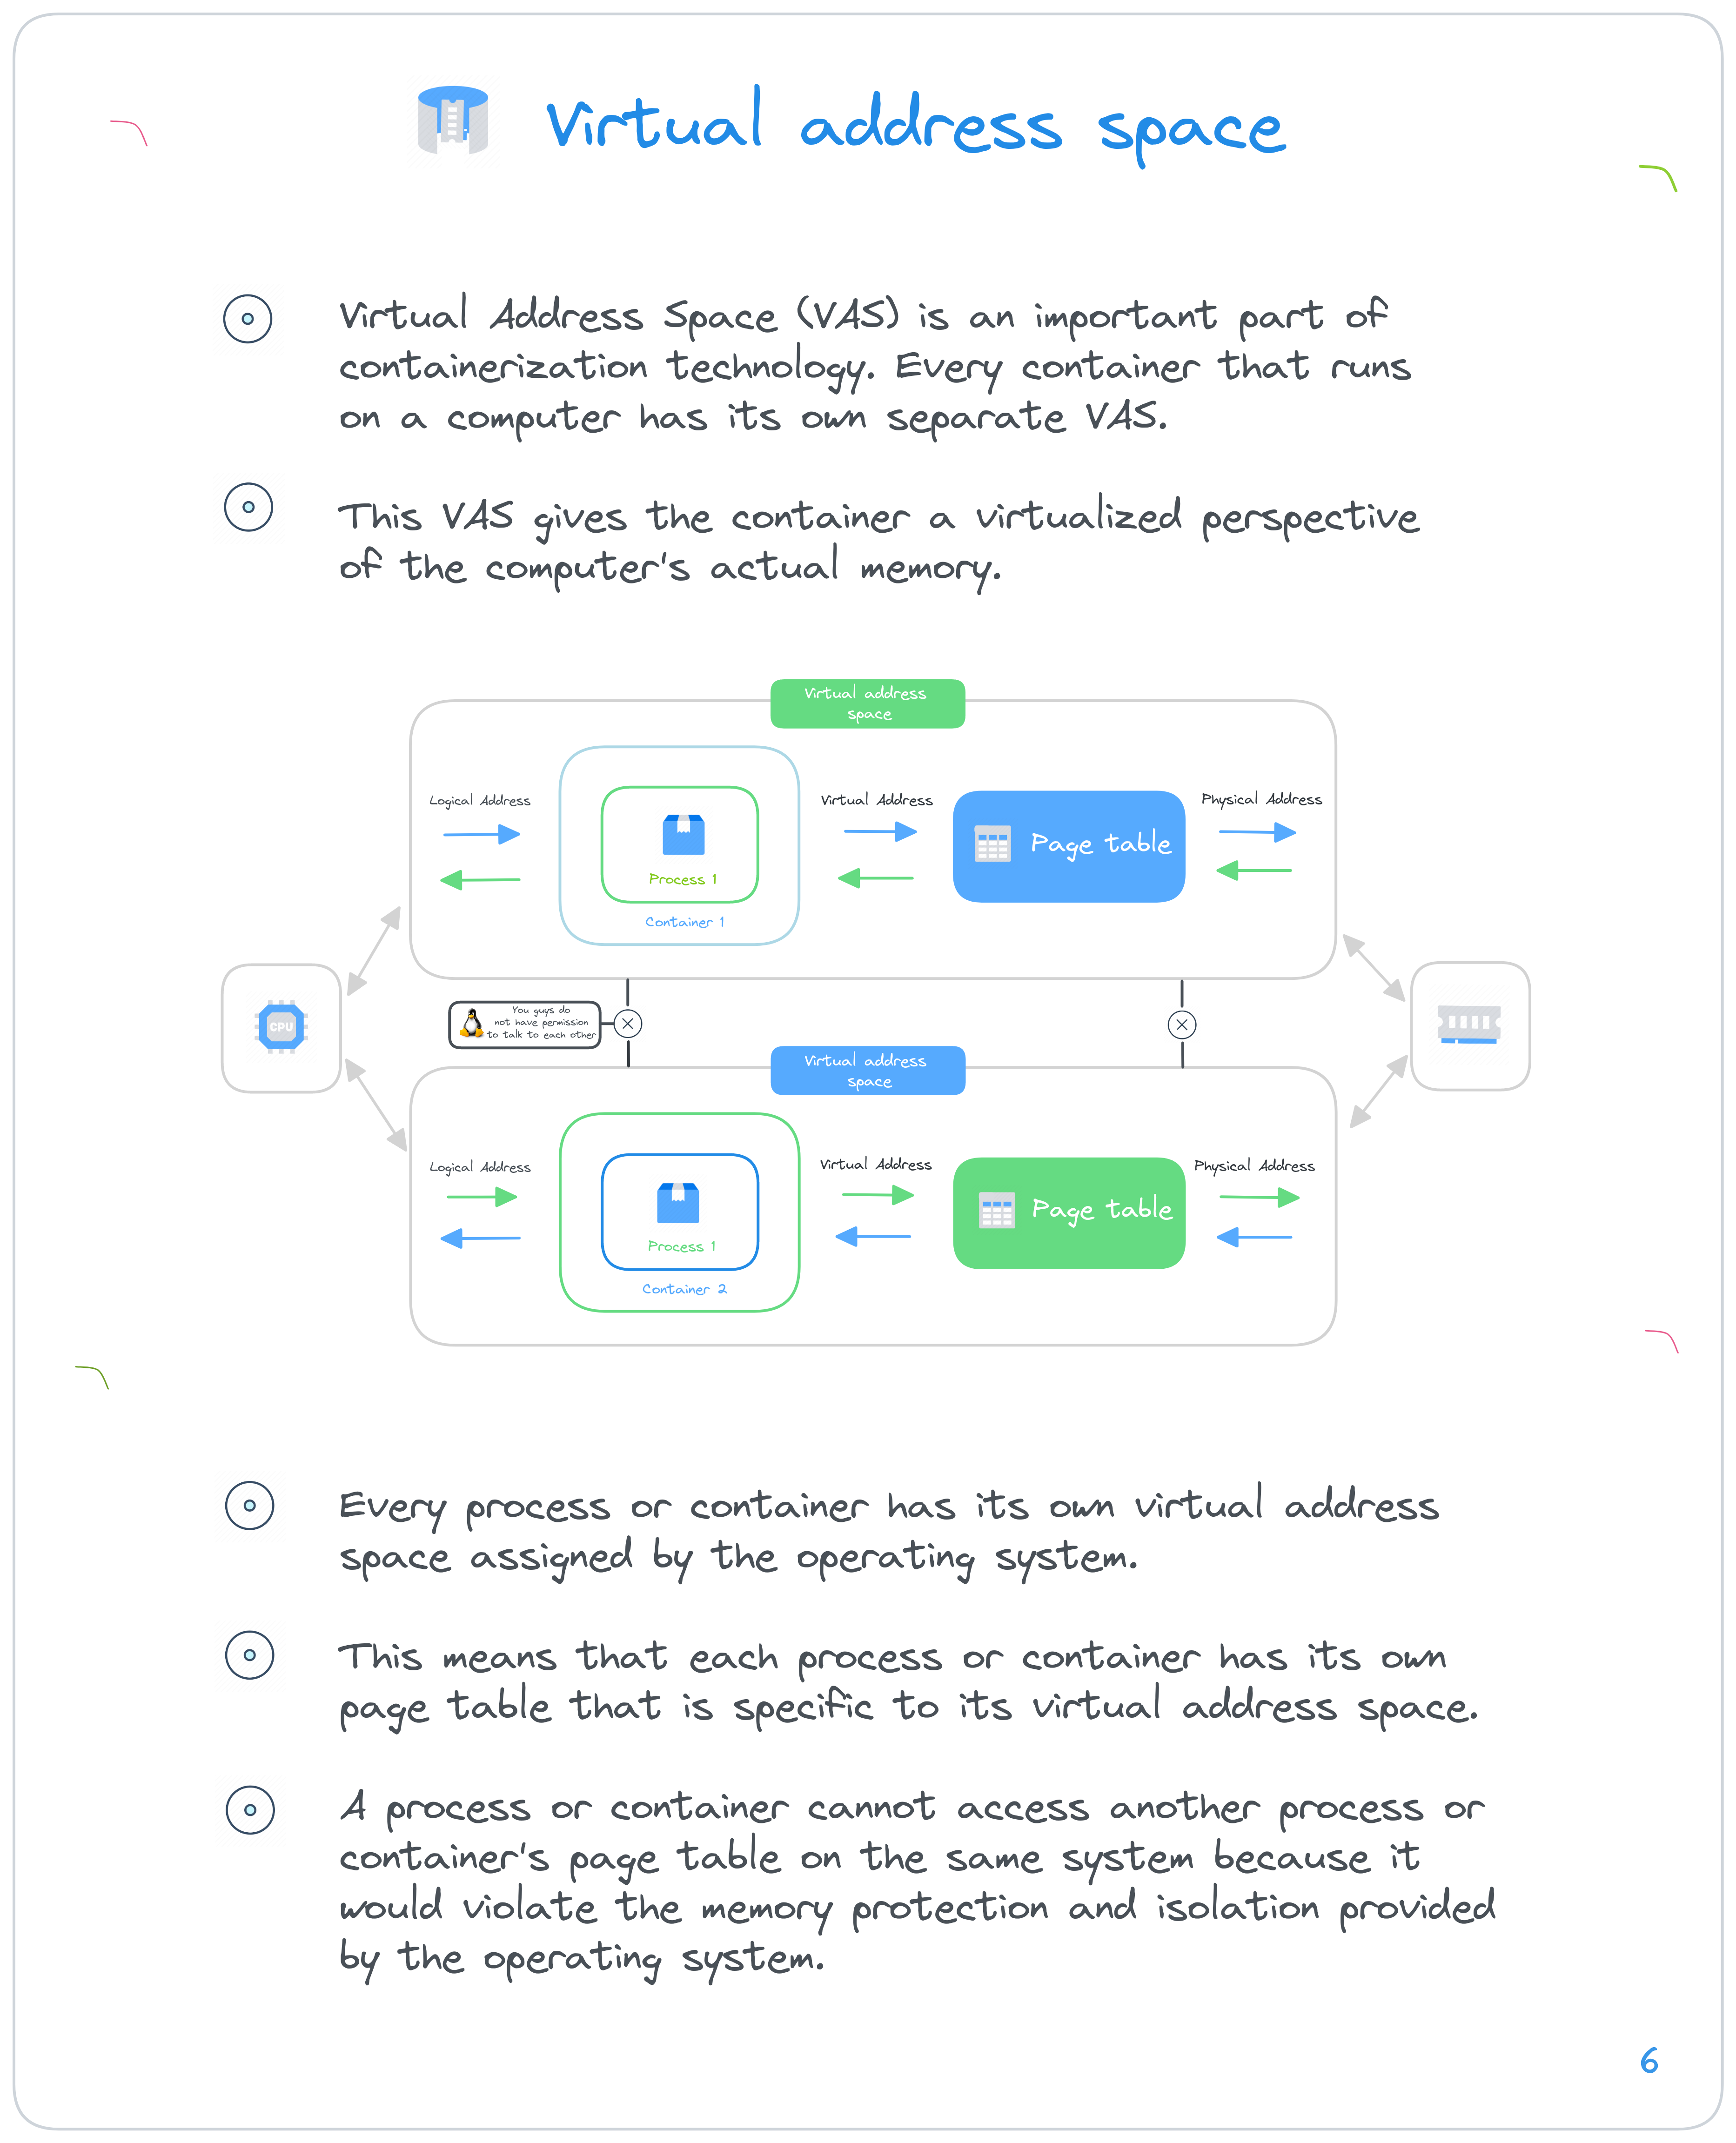 Virtual address space
Virtual Address Space (VAS) is an important part of
containerization technology. Every container that runs
on a computer has its own separate VAS.
This VAS gives the container a virtualized perspective
of the computer's actual memory.
Virtual address
space
Logical Address
Virtual Address
Physical Address
Page table
Process 1
Container 1
CPU
You guys do
not have permission
to talk to each other
Virtual address
space
Logical Address
Virtual Address
Physical Address
Page table
Process 1
Container 2
Every process or container has its own virtual address
space assigned by the operating system.
This means that each process or container has its own
page table that is specific to its virtual address space.
A process or container cannot access another process or
container's page table on the same system because it
would violate the memory protection and isolation provided
by the operating system.
6